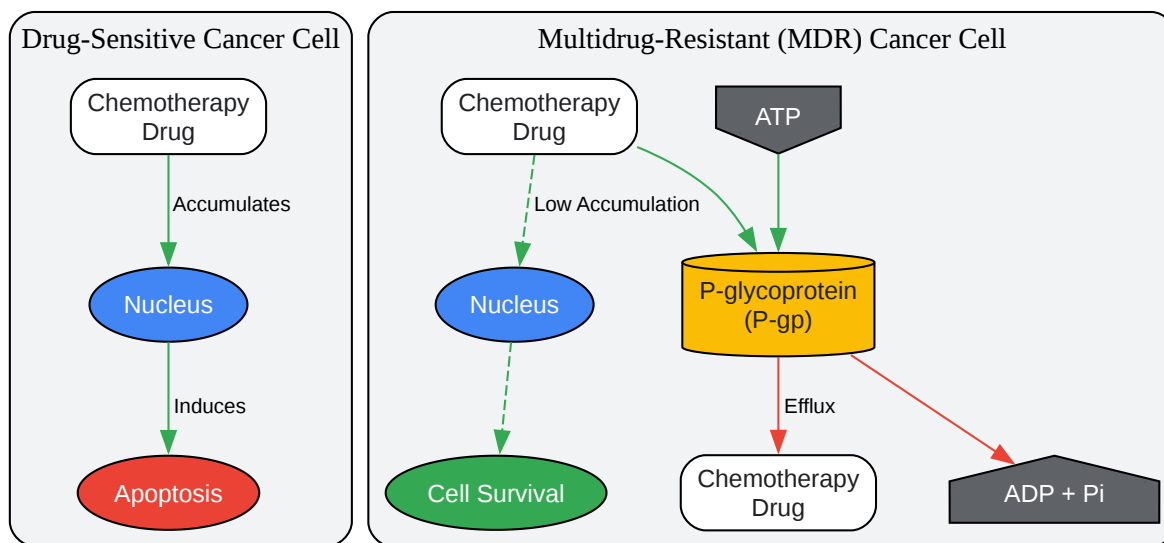 Drug-Sensitive Cancer Cell
Chemotherapy
Drug
Accumulates
Nucleus
Induces
Apoptosis
Multidrug-Resistant (MDR) Cancer Cell
Chemotherapy
Drug
ATP
Low Accumulation
Nucleus
P-glycoprotein
(P-gp)
Efflux
Cell Survival
Chemotherapy
Drug
ADP + Pi